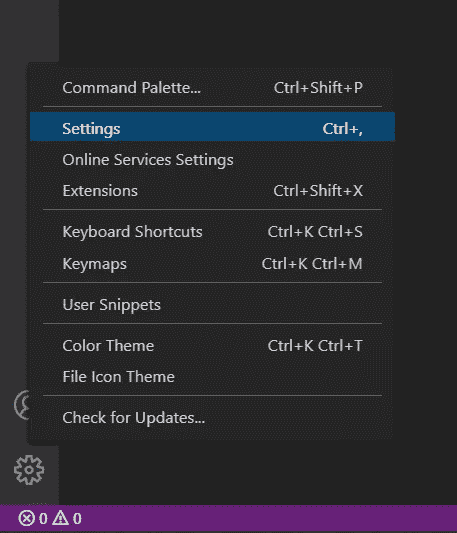 Command Palette... Ctrl+Shift+P
Settings Ctrl+,
Online Services Settings
Extensions Ctrl+Shift+X
Keyboard Shortcuts Ctrl+K Ctrl+S
Keymaps Ctrl+K Ctrl+M
User Snippets
Color Theme Ctrl+K Ctrl+T
File Icon Theme
Check for Updates...
0 0